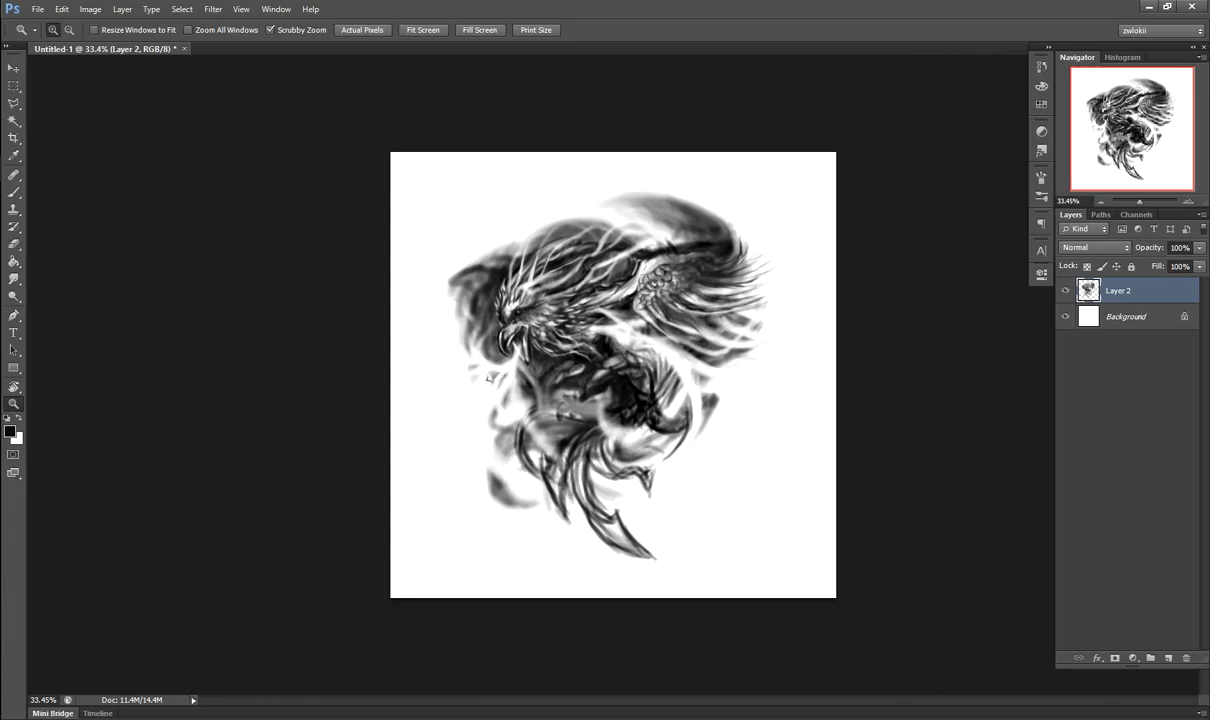 Ps File Edit Image Layer Type Select Filter View Window Help
Resize Windows to Fit Zoom All Windows Scrubby Zoom Actual Pixels Fit Screen Fill Screen Print Size zwlokii
Untitled-1 @ 33.4% (Layer 2, RGB/8) *
Navigator Histogram
33.45%
Layers Paths Channels
Kind
Normal Opacity: 100%
Lock: Fill: 100%
Layer 2
Background
33.45% Doc: 11.4M/14.4M
Mini Bridge Timeline